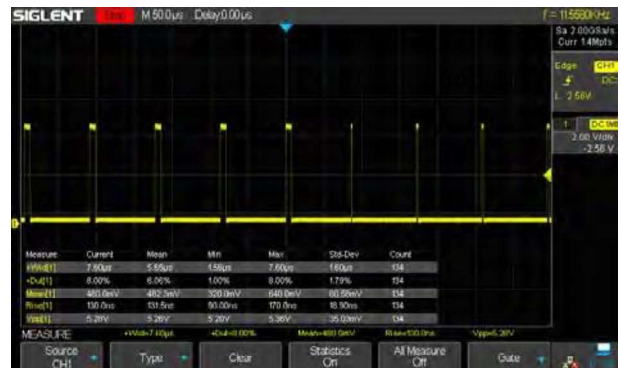 SIGLENT Stop M 50.0μs Delay:0.00μs f = 11.5580KHz
Sa 2.00GSa/s
Curr 1.4Mpts
Edge CH1
DC
L 2.56V
1 DC1M
2.00 V/div
-2.56 V
Measure Current Mean Min Max Std-Dev Count
+Wid[1] 7.60μs 5.65μs 1.56μs 7.60μs 1.60μs 134
+Dut[1] 8.00% 6.06% 1.00% 8.00% 1.79% 134
Mean[1] 480.0mV 482.3mV 320.0mV 640.0mV 80.58mV 134
Rise[1] 130.0ns 131.5ns 90.00ns 170.0ns 18.90ns 134
Vpp[1] 5.28V 5.26V 5.20V 5.36V 35.03mV 134
MEASURE +Wid=7.60μs +Dut=8.00% Mean=480.0mV Rise=130.0ns Vpp=5.28V
Source Type Clear Statistics All Measure Gate
CH1 On Off